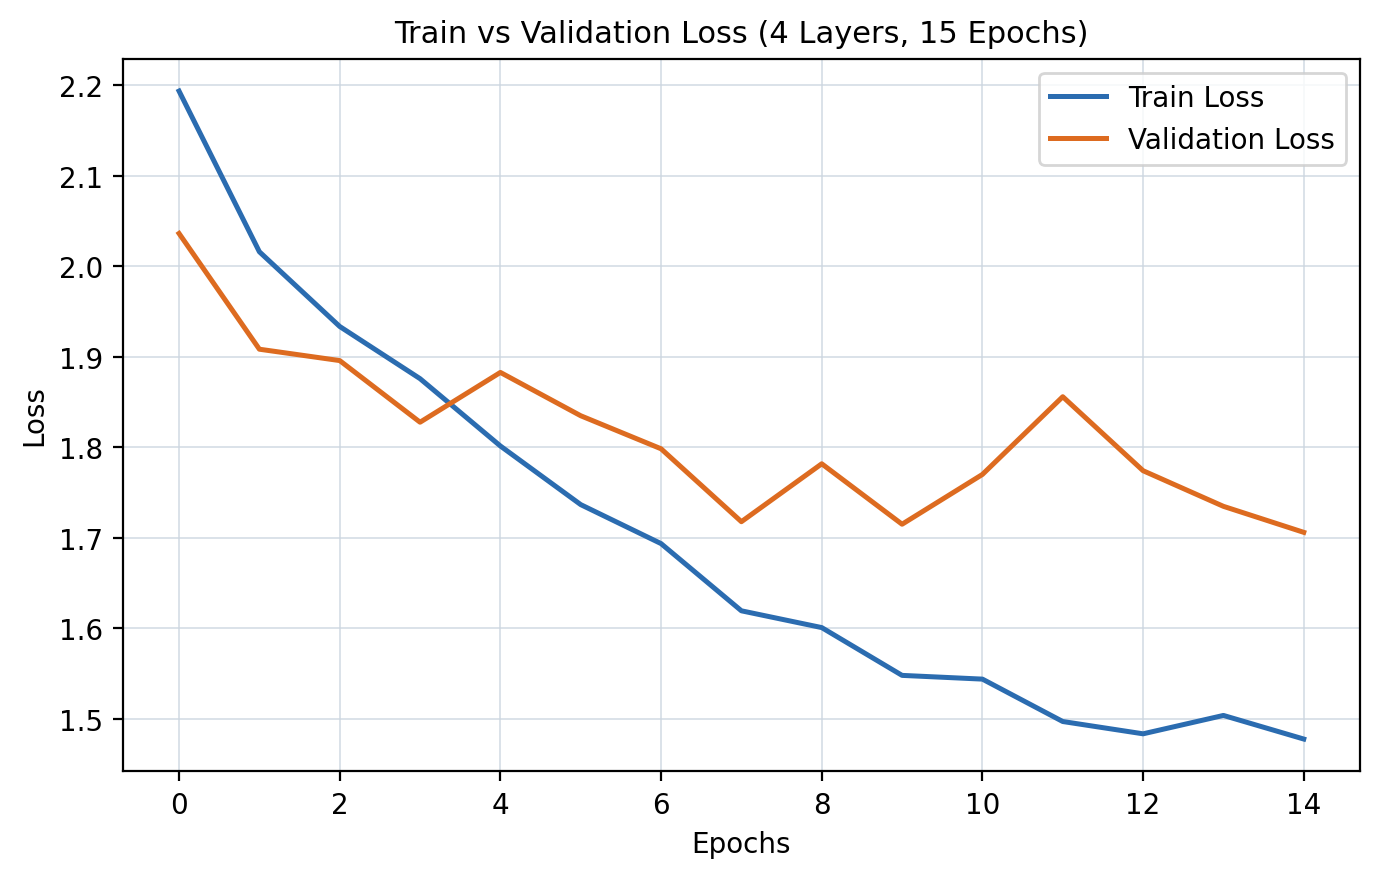 Train vs Validation Loss (4 Layers, 15 Epochs)
Train Loss
Validation Loss
Loss
2.2
2.1
2.0
1.9
1.8
1.7
1.6
1.5
0 2 4 6 8 10 12 14
Epochs